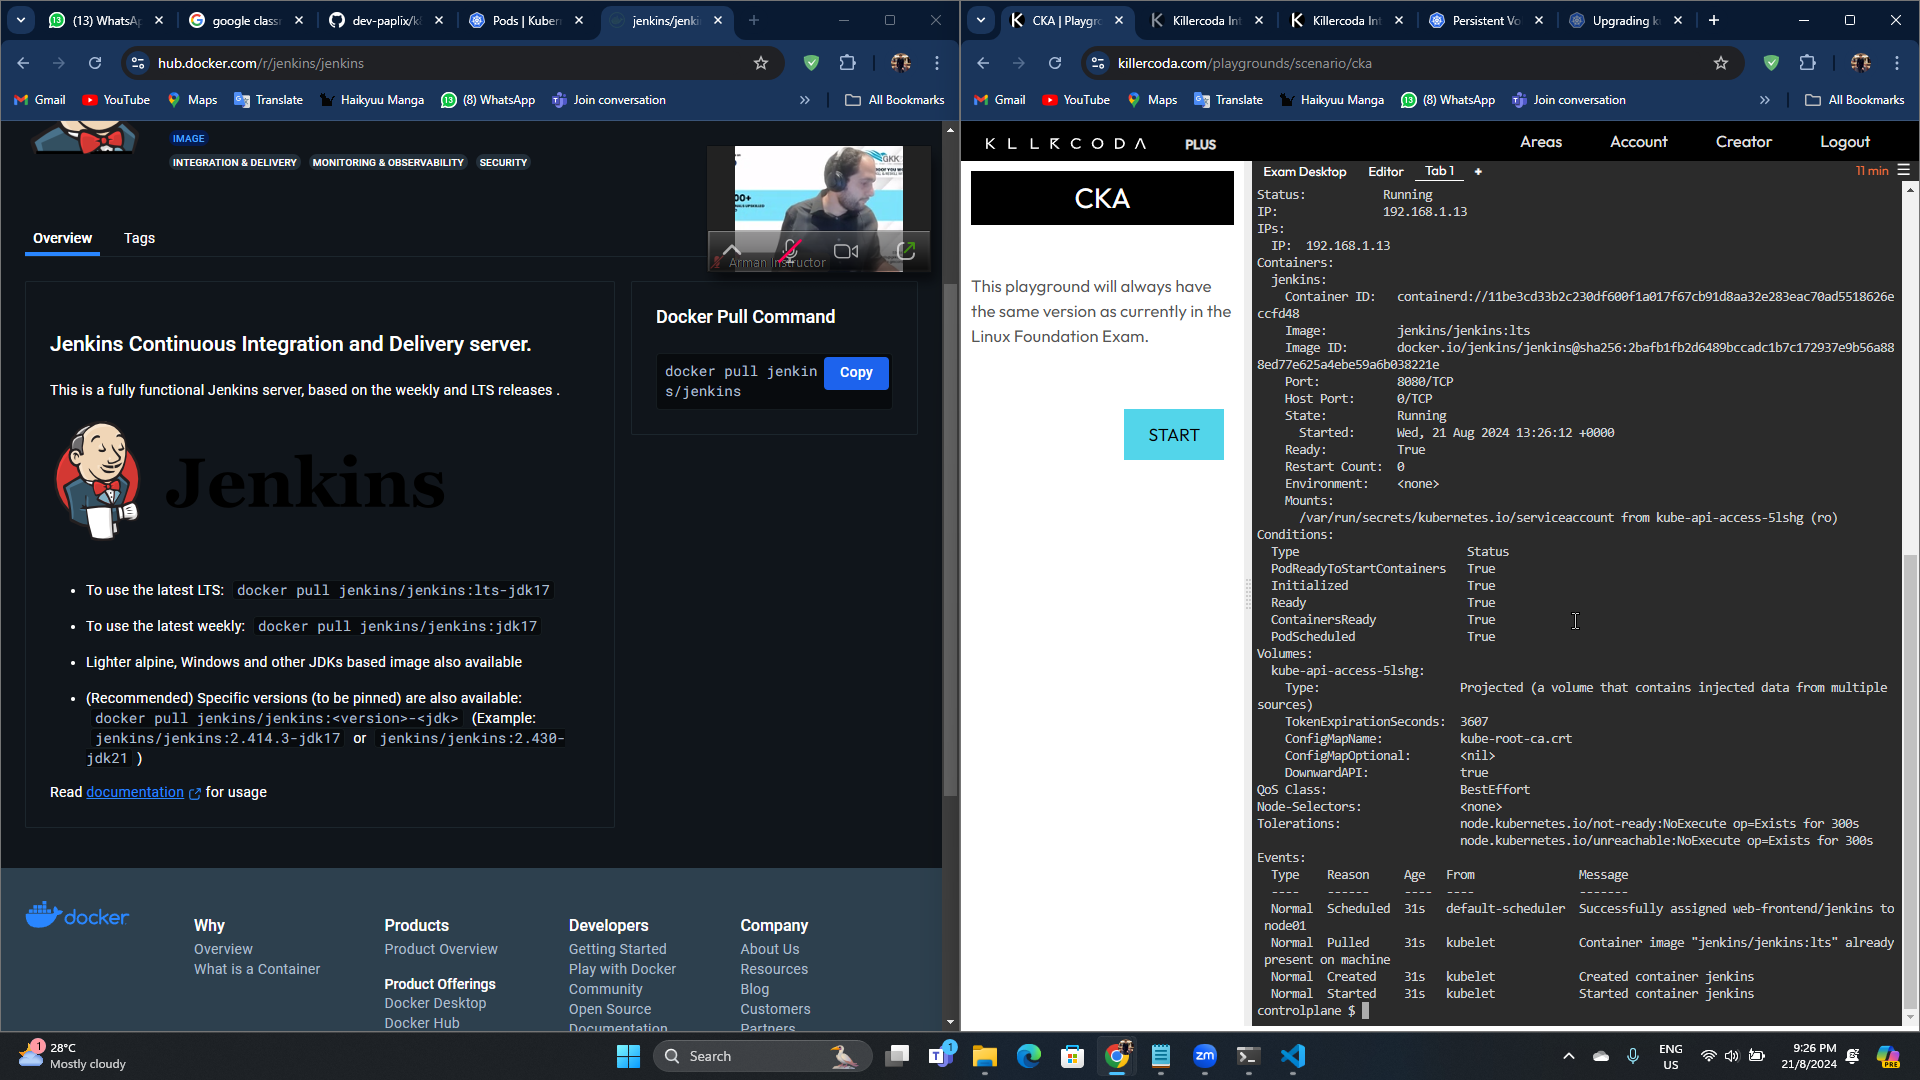 (13) WhatsA
google class
dev-paplix/k8
Pods | Kuber
jenkins/jenki
hub.docker.com/r/jenkins/jenkins
Gmail
YouTube
Maps
Translate
Haikyuu Manga
(8) WhatsApp
Join conversation
All Bookmarks
IMAGE
INTEGRATION & DELIVERY
MONITORING & OBSERVABILITY
SECURITY
Overview
Tags
Arman Instructor
Jenkins Continuous Integration and Delivery server.
This is a fully functional Jenkins server, based on the weekly and LTS releases .
Jenkins
• To use the latest LTS: docker pull jenkins/jenkins:lts-jdk17
• To use the latest weekly: docker pull jenkins/jenkins:jdk17
• Lighter alpine, Windows and other JDKs based image also available
• (Recommended) Specific versions (to be pinned) are also available:
docker pull jenkins/jenkins:<version>-<jdk> (Example:
jenkins/jenkins:2.414.3-jdk17 or jenkins/jenkins:2.430-
jdk21 )
Read documentation for usage
Docker Pull Command
docker pull jenkin
s/jenkins
Copy
docker
Why
Overview
What is a Container
Products
Product Overview
Product Offerings
Docker Desktop
Docker Hub
Developers
Getting Started
Play with Docker
Community
Open Source
Documentation
Company
About Us
Resources
Blog
Customers
Partners
CKA | Playgro
Killercoda Int
Killercoda Int
Persistent Vo
Upgrading k
killercoda.com/playgrounds/scenario/cka
Gmail
YouTube
Maps
Translate
Haikyuu Manga
(8) WhatsApp
Join conversation
All Bookmarks
KLLRCODA
PLUS
Areas
Account
Creator
Logout
CKA
This playground will always have
the same version as currently in the
Linux Foundation Exam.
START
Exam Desktop
Editor
Tab 1
+
11 min
Status: Running
IP: 192.168.1.13
IPs:
IP: 192.168.1.13
Containers:
jenkins:
Container ID: containerd://11be3cd33b2c230df600f1a017f67cb91d8aa32e283eac70ad5518626e
ccfd48
Image: jenkins/jenkins:lts
Image ID: docker.io/jenkins/jenkins@sha256:2bafb1fb2d6489bccadc1b7c172937e9b56a88
8ed77e625a4ebe59a6b038221e
Port: 8080/TCP
Host Port: 0/TCP
State: Running
Started: Wed, 21 Aug 2024 13:26:12 +0000
Ready: True
Restart Count: 0
Environment: <none>
Mounts:
/var/run/secrets/kubernetes.io/serviceaccount from kube-api-access-5lshg (ro)
Conditions:
Type Status
PodReadyToStartContainers True
Initialized True
Ready True
ContainersReady True
PodScheduled True
Volumes:
kube-api-access-5lshg:
Type: Projected (a volume that contains injected data from multiple
sources)
TokenExpirationSeconds: 3607
ConfigMapName: kube-root-ca.crt
ConfigMapOptional: <nil>
DownwardAPI: true
QoS Class: BestEffort
Node-Selectors: <none>
Tolerations: node.kubernetes.io/not-ready:NoExecute op=Exists for 300s
node.kubernetes.io/unreachable:NoExecute op=Exists for 300s
Events:
Type Reason Age From Message
---- ------ ---- ---- -------
Normal Scheduled 31s default-scheduler Successfully assigned web-frontend/jenkins to
node01
Normal Pulled 31s kubelet Container image "jenkins/jenkins:lts" already
present on machine
Normal Created 31s kubelet Created container jenkins
Normal Started 31s kubelet Started container jenkins
controlplane $
28°C
Mostly cloudy
Search
ENG
US
9:26 PM
21/8/2024